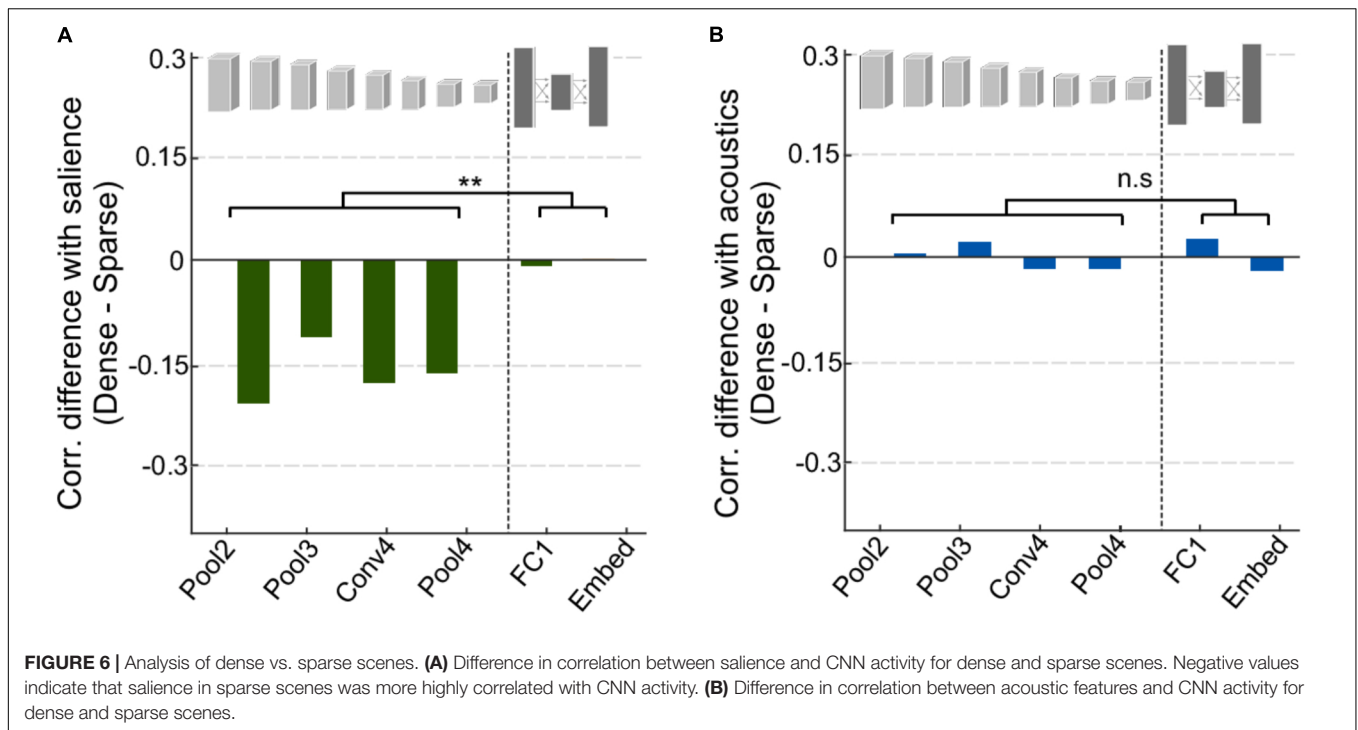 A
Corr. difference with salience
(Dense - Sparse)
0.3
0.15
0
-0.15
-0.3
**
Pool2
Pool3
Conv4
Pool4
FC1
Embed
B
Corr. difference with acoustics
(Dense - Sparse)
0.3
0.15
0
-0.15
-0.3
n.s
Pool2
Pool3
Conv4
Pool4
FC1
Embed
FIGURE 6 | Analysis of dense vs. sparse scenes. (A) Difference in correlation between salience and CNN activity for dense and sparse scenes. Negative values
indicate that salience in sparse scenes was more highly correlated with CNN activity. (B) Difference in correlation between acoustic features and CNN activity for
dense and sparse scenes.